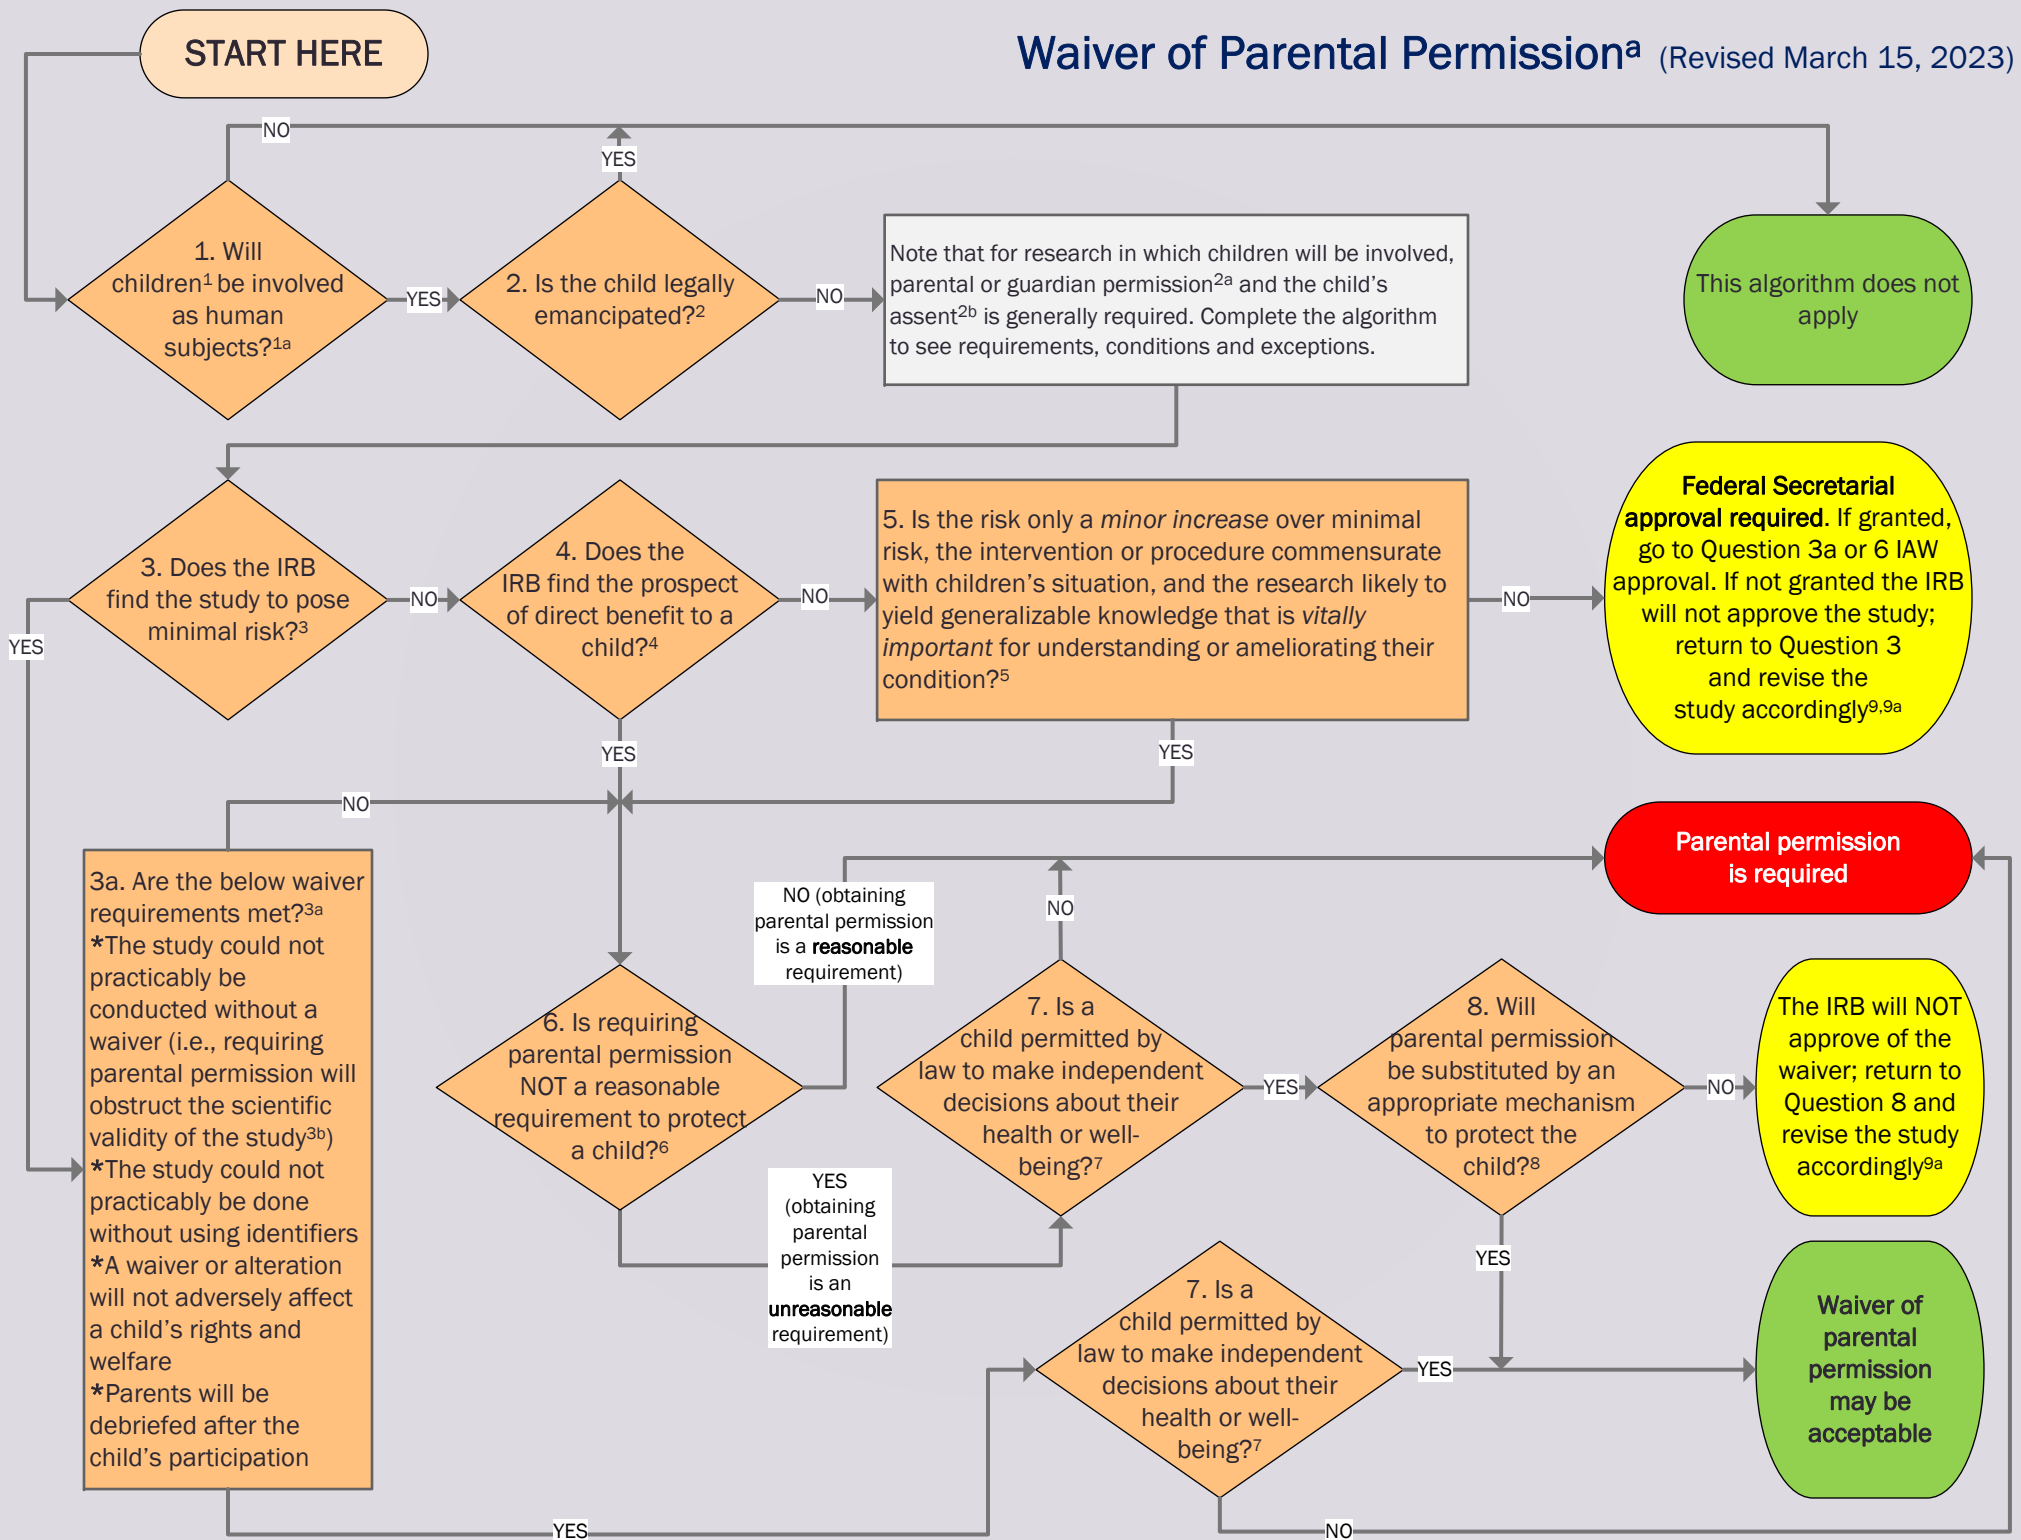 START HERE
Waiver of Parental Permissionª (Revised March 15, 2023)
NO
YES
1. Will
children¹ be involved
as human
subjects?¹ᵃ
YES
2. Is the child legally
emancipated?²
NO
Note that for research in which children will be involved,
parental or guardian permission²ᵃ and the child's
assent²ᵇ is generally required. Complete the algorithm
to see requirements, conditions and exceptions.
This algorithm does not
apply
3. Does the IRB
find the study to pose
minimal risk?³
YES
NO
4. Does the
IRB find the prospect
of direct benefit to a
child?⁴
NO
5. Is the risk only a minor increase over minimal
risk, the intervention or procedure commensurate
with children's situation, and the research likely to
yield generalizable knowledge that is vitally
important for understanding or ameliorating their
condition?⁵
NO
Federal Secretarial
approval required. If granted,
go to Question 3a or 6 IAW
approval. If not granted the IRB
will not approve the study;
return to Question 3
and revise the
study accordingly⁹,⁹ᵃ
YES
YES
NO
3a. Are the below waiver
requirements met?³ᵃ
*The study could not
practicably be
conducted without a
waiver (i.e., requiring
parental permission will
obstruct the scientific
validity of the study³ᵇ)
*The study could not
practicably be done
without using identifiers
*A waiver or alteration
will not adversely affect
a child's rights and
welfare
*Parents will be
debriefed after the
child's participation
6. Is requiring
parental permission
NOT a reasonable
requirement to protect
a child?⁶
NO (obtaining
parental permission
is a reasonable
requirement)
NO
Parental permission
is required
7. Is a
child permitted by
law to make independent
decisions about their
health or well-
being?⁷
YES
8. Will
parental permission
be substituted by an
appropriate mechanism
to protect the
child?⁸
NO
The IRB will NOT
approve of the
waiver; return to
Question 8 and
revise the study
accordingly⁹ᵃ
YES
(obtaining
parental
permission
is an
unreasonable
requirement)
YES
7. Is a
child permitted by
law to make independent
decisions about their
health or well-
being?⁷
YES
Waiver of
parental
permission
may be
acceptable
YES
NO